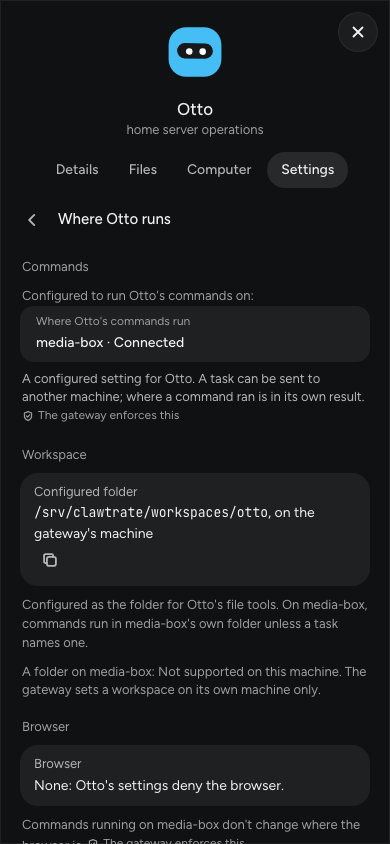 Otto
home server operations
Details Files Computer Settings
Where Otto runs
Commands
Configured to run Otto's commands on:
Where Otto's commands run
media-box · Connected
A configured setting for Otto. A task can be sent to
another machine; where a command ran is in its own result.
The gateway enforces this
Workspace
Configured folder
/srv/clawtrate/workspaces/otto, on the
gateway's machine
Configured as the folder for Otto's file tools. On media-box,
commands run in media-box's own folder unless a task
names one.
A folder on media-box: Not supported on this machine. The
gateway sets a workspace on its own machine only.
Browser
Browser
None: Otto's settings deny the browser.
Commands running on media-box don't change where the
browser is. The gateway enforces this